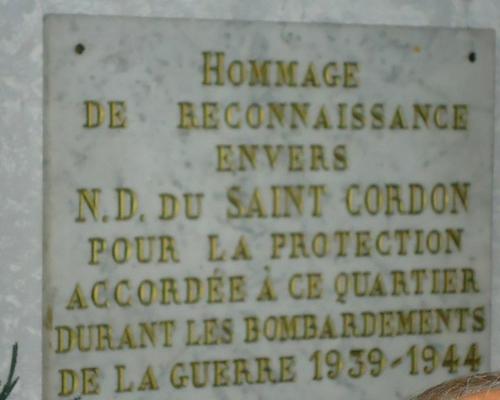 HOMMAGE
DE RECONNAISSANCE
ENVERS
N.D. DU SAINT CORDON
POUR LA PROTECTION
ACCORDÉE À CE QUARTIER
DURANT LES BOMBARDEMENTS
DE LA GUERRE 1939-1944